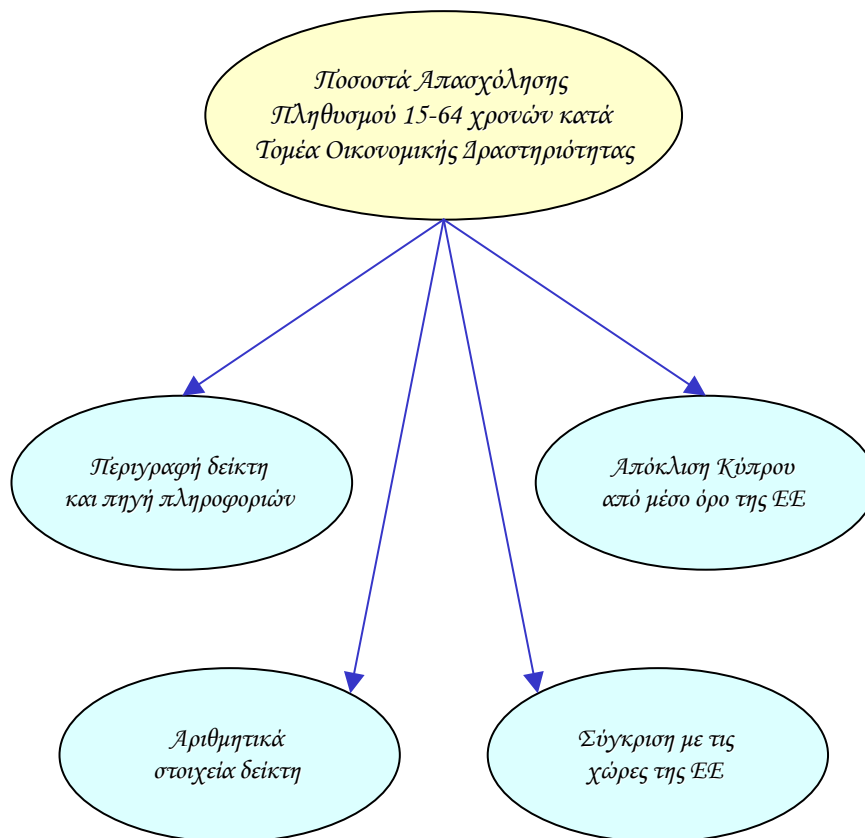 Ποσοστά Απασχόλησης
Πληθυσμού 15-64 χρονών κατά
Τομέα Οικονομικής Δραστηριότητας
Περιγραφή δείκτη
και πηγή πληροφοριών
Απόκλιση Κύπρου
από μέσο όρο της ΕΕ
Αριθμητικά
στοιχεία δείκτη
Σύγκριση με τις
χώρες της ΕΕ